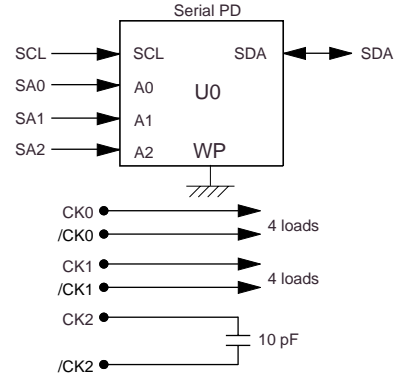 Serial PD
SCL SCL SDA SDA
SA0 A0 U0
SA1 A1
SA2 A2 WP
CK0
/CK0 4 loads
CK1
/CK1 4 loads
CK2
10 pF
/CK2